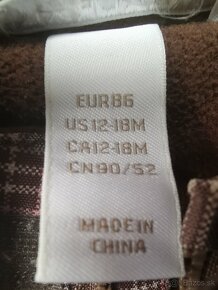 EUR86
US12-18M
CA12-18M
CN90/52
MADE IN
CHINA